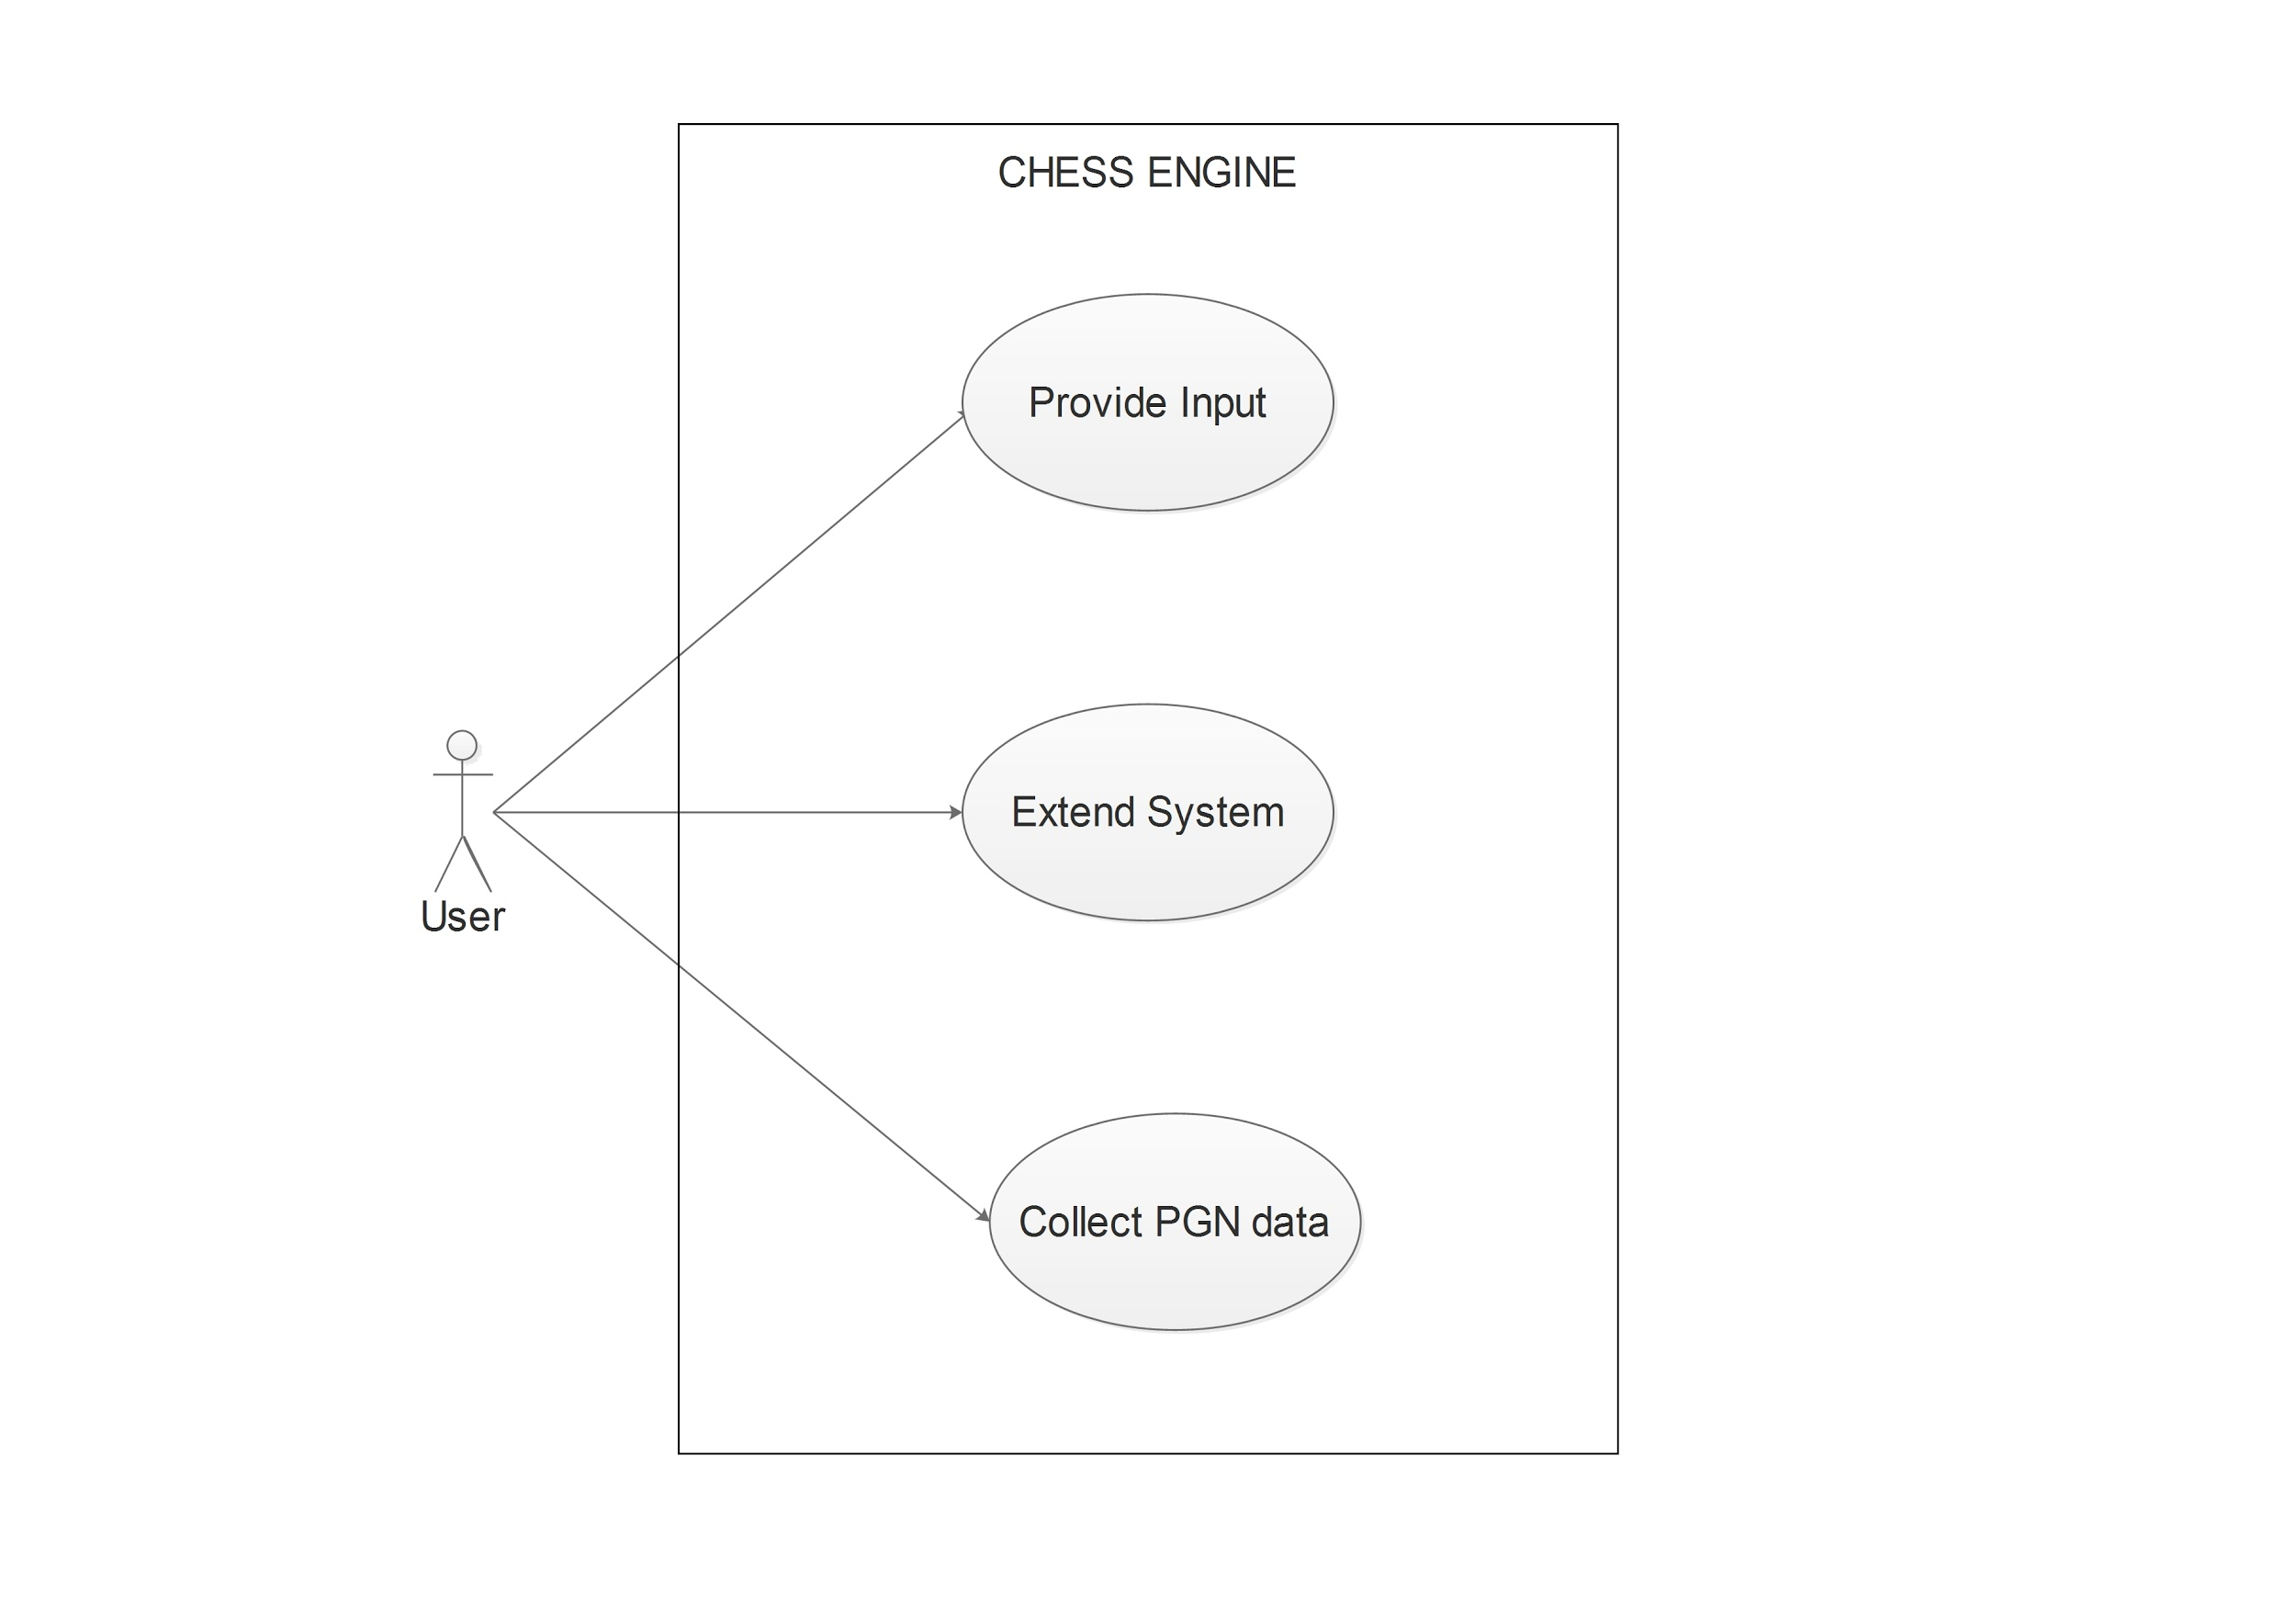 CHESS ENGINE
Provide Input
Extend System
User
Collect PGN data